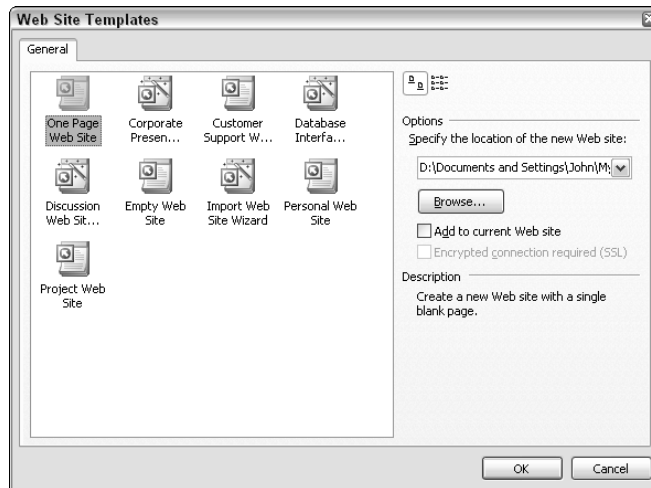 Web Site Templates
General
One Page
Web Site
Corporate
Presen...
Customer
Support W...
Database
Interfa...
Discussion
Web Sit...
Empty Web
Site
Import Web
Site Wizard
Personal Web
Site
Project Web
Site
Options
Specify the location of the new Web site:
D:\Documents and Settings\John\My
Browse...
Add to current Web site
Encrypted connection required (SSL)
Description
Create a new Web site with a single
blank page.
OK
Cancel